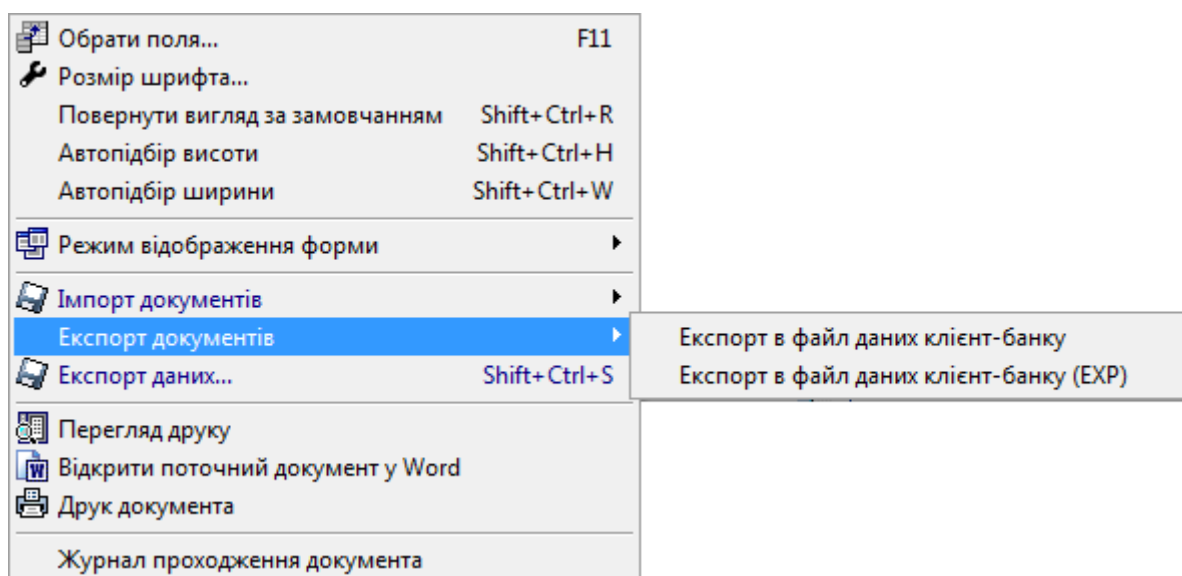 Обрати поля... F11
Розмір шрифта...
Повернути вигляд за замовчанням Shift+Ctrl+R
Автопідбір висоти Shift+Ctrl+H
Автопідбір ширини Shift+Ctrl+W
Режим відображення форми
Імпорт документів
Експорт документів
Експорт в файл даних клієнт-банку
Експорт даних... Shift+Ctrl+S
Експорт в файл даних клієнт-банку (EXP)
Перегляд друку
Відкрити поточний документ у Word
Друк документа
Журнал проходження документа